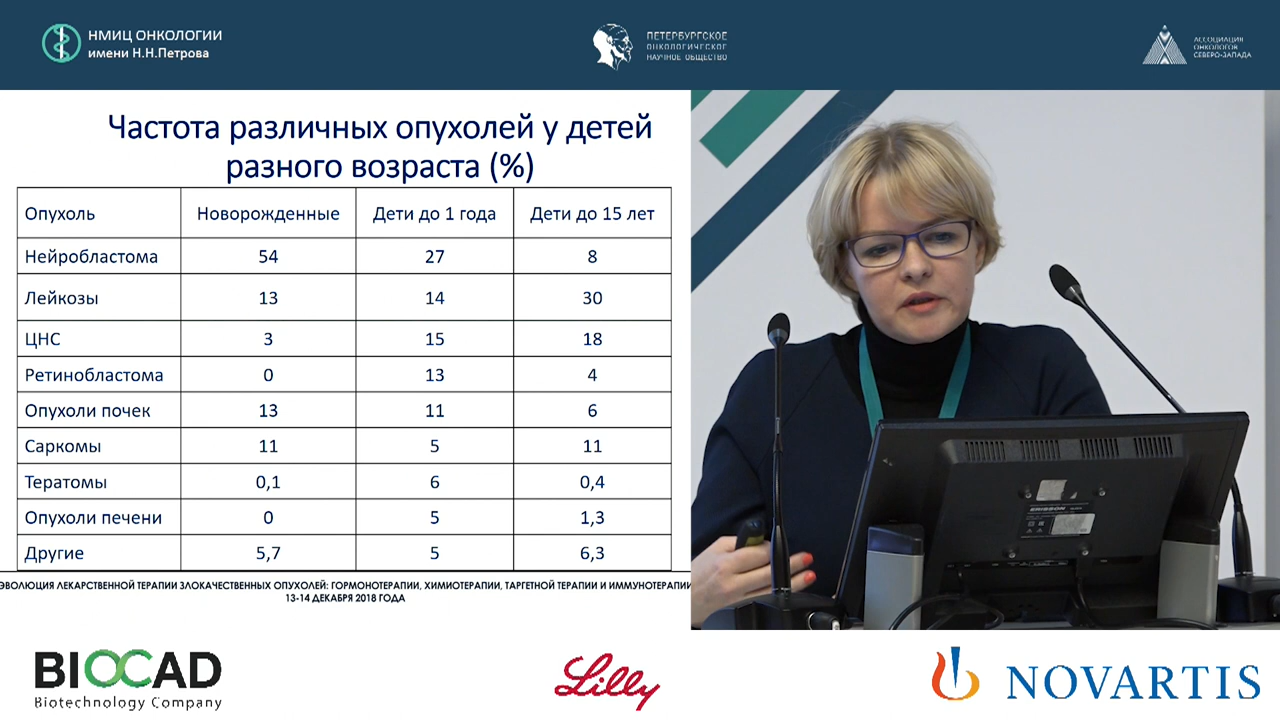 НМИЦ ОНКОЛОГИИ
имени Н.Н.Петрова
ПЕТЕРБУРГСКОЕ
ОНКОЛОГИЧЕСКОЕ
НАУЧНОЕ ОБЩЕСТВО
АССОЦИАЦИЯ
ОНКОЛОГОВ
СЕВЕРО-ЗАПАДА
Частота различных опухолей у детей
разного возраста (%)
Опухоль Новорожденные Дети до 1 года Дети до 15 лет
Нейробластома 54 27 8
Лейкозы 13 14 30
ЦНС 3 15 18
Ретинобластома 0 13 4
Опухоли почек 13 11 6
Саркомы 11 5 11
Тератомы 0,1 6 0,4
Опухоли печени 0 5 1,3
Другие 5,7 5 6,3
ЭВОЛЮЦИЯ ЛЕКАРСТВЕННОЙ ТЕРАПИИ ЗЛОКАЧЕСТВЕННЫХ ОПУХОЛЕЙ: ГОРМОНОТЕРАПИИ, ХИМИОТЕРАПИИ, ТАРГЕТНОЙ ТЕРАПИИ И ИММУНОТЕРАПИИ
13-14 ДЕКАБРЯ 2018 ГОДА
ERISSON
BIOCAD
Biotechnology Company
Lilly
NOVARTIS